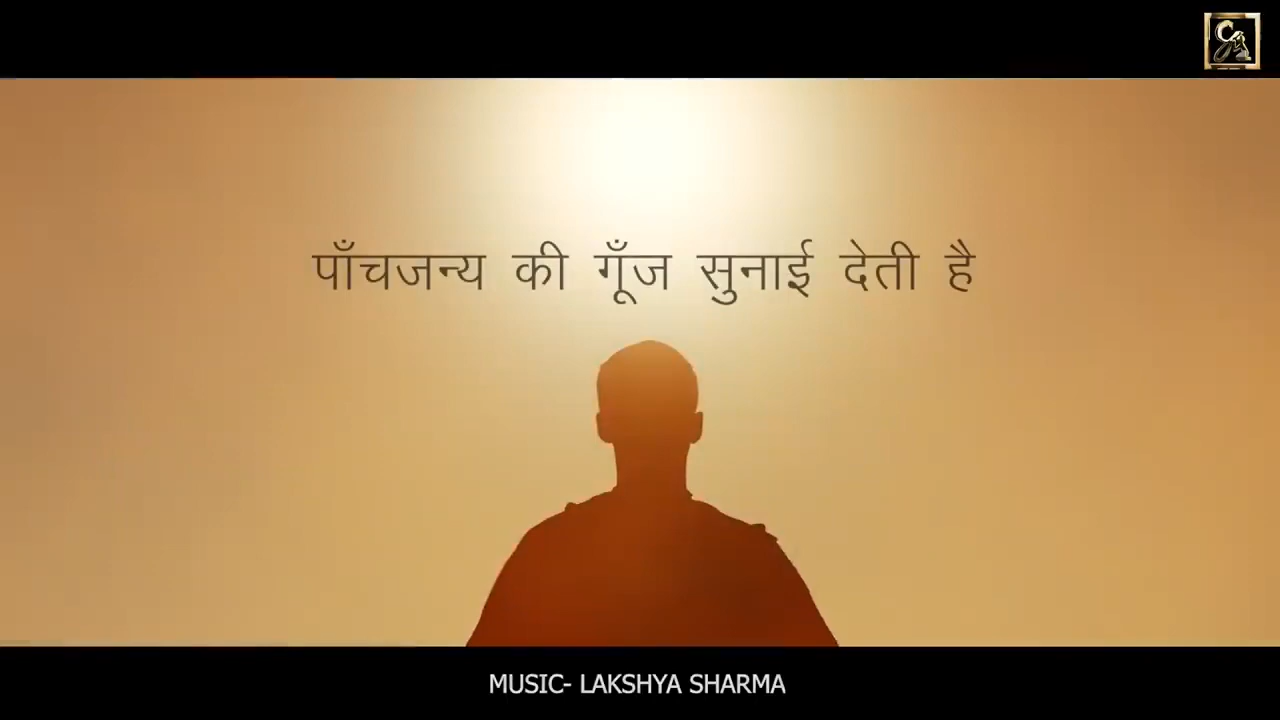 पाँचजन्य की गूँज सुनाई देती है
MUSIC- LAKSHYA SHARMA